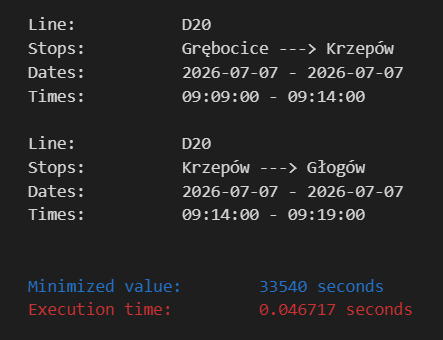 Line: D20
Stops: Grębocice ---> Krzepów
Dates: 2026-07-07 - 2026-07-07
Times: 09:09:00 - 09:14:00
Line: D20
Stops: Krzepów ---> Głogów
Dates: 2026-07-07 - 2026-07-07
Times: 09:14:00 - 09:19:00
Minimized value: 33540 seconds
Execution time: 0.046717 seconds